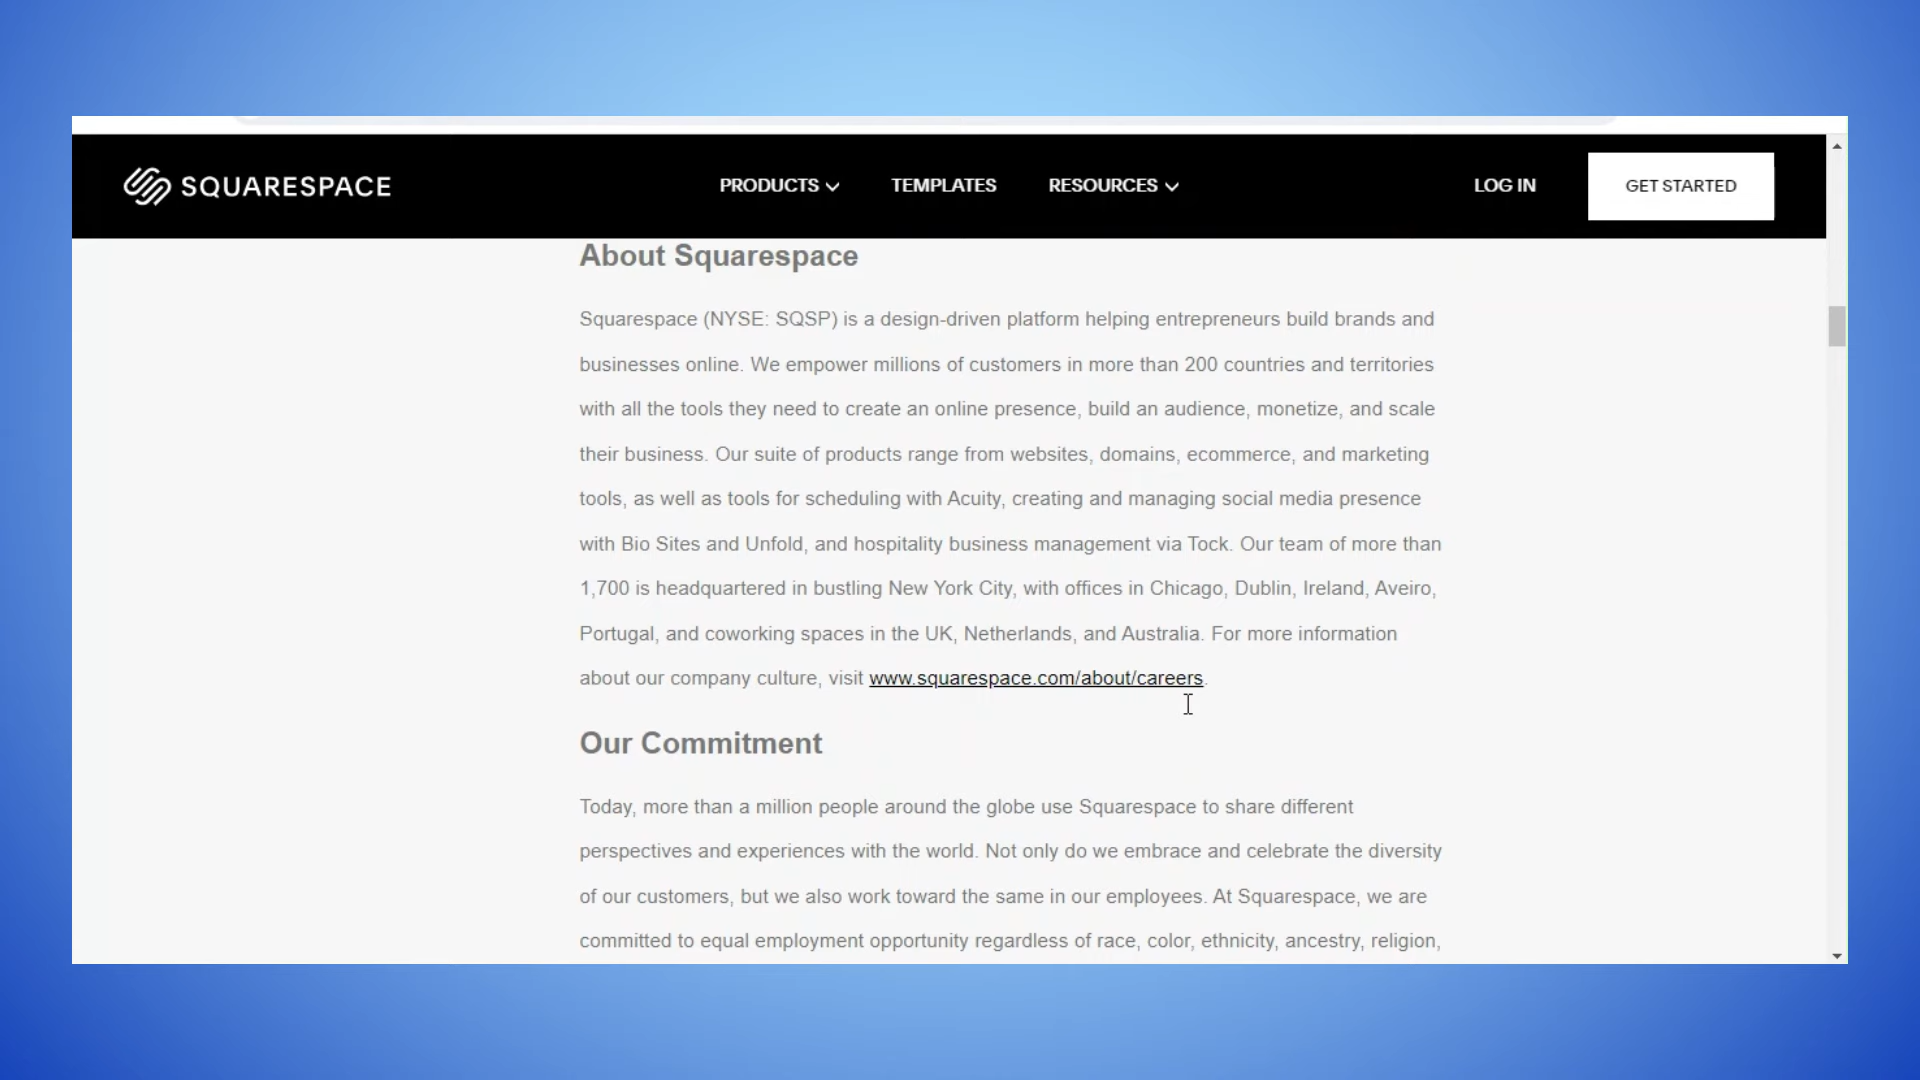 SQUARESPACE
PRODUCTS
TEMPLATES
RESOURCES
LOG IN
GET STARTED
About Squarespace
Squarespace (NYSE: SQSP) is a design-driven platform helping entrepreneurs build brands and
businesses online. We empower millions of customers in more than 200 countries and territories
with all the tools they need to create an online presence, build an audience, monetize, and scale
their business. Our suite of products range from websites, domains, ecommerce, and marketing
tools, as well as tools for scheduling with Acuity, creating and managing social media presence
with Bio Sites and Unfold, and hospitality business management via Tock. Our team of more than
1,700 is headquartered in bustling New York City, with offices in Chicago, Dublin, Ireland, Aveiro,
Portugal, and coworking spaces in the UK, Netherlands, and Australia. For more information
about our company culture, visit www.squarespace.com/about/careers.
Our Commitment
Today, more than a million people around the globe use Squarespace to share different
perspectives and experiences with the world. Not only do we embrace and celebrate the diversity
of our customers, but we also work toward the same in our employees. At Squarespace, we are
committed to equal employment opportunity regardless of race, color, ethnicity, ancestry, religion,